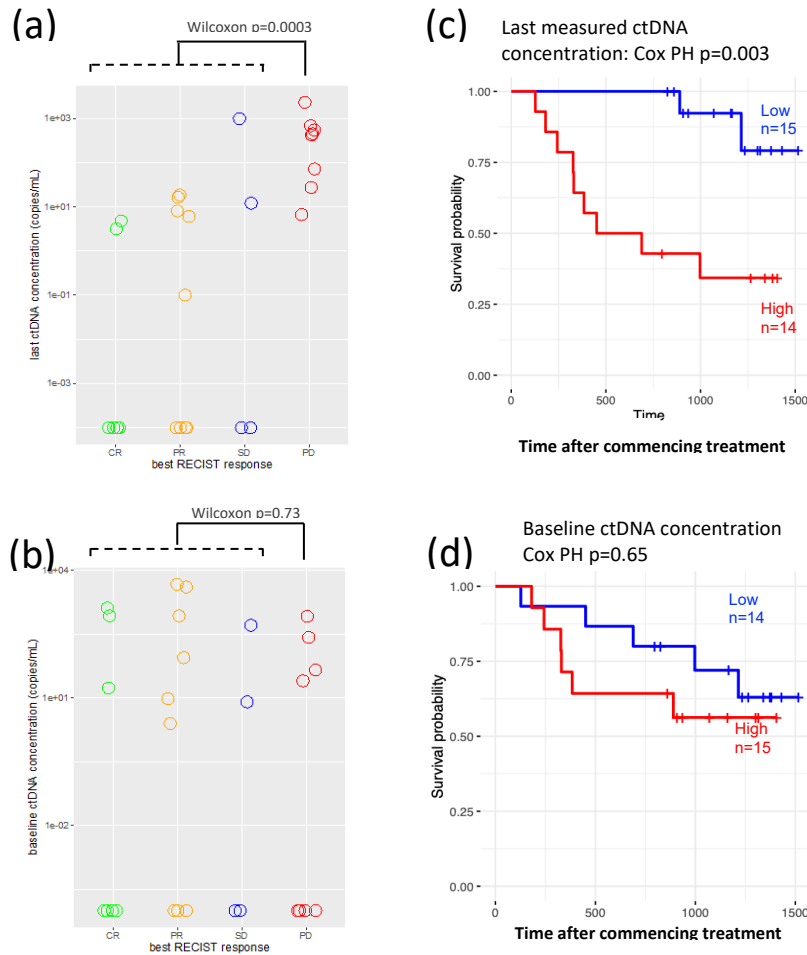 (a)
Wilcoxon p=0.0003
last ctDNA concentration (copies/mL)
1e+03
1e+01
1e-01
1e-03
CR
PR
SD
PD
best RECIST response
(c)
Last measured ctDNA
concentration: Cox PH p=0.003
Survival probability
1.00
0.75
0.50
0.25
0.00
Low
n=15
High
n=14
0
500
1000
1500
Time
Time after commencing treatment
(b)
Wilcoxon p=0.73
baseline ctDNA concentration (copies/mL)
1e+04
1e+01
1e-02
CR
PR
SD
PD
best RECIST response
(d)
Baseline ctDNA concentration
Cox PH p=0.65
Survival probability
1.00
0.75
0.50
0.25
0.00
Low
n=14
High
n=15
0
500
1000
1500
Time after commencing treatment